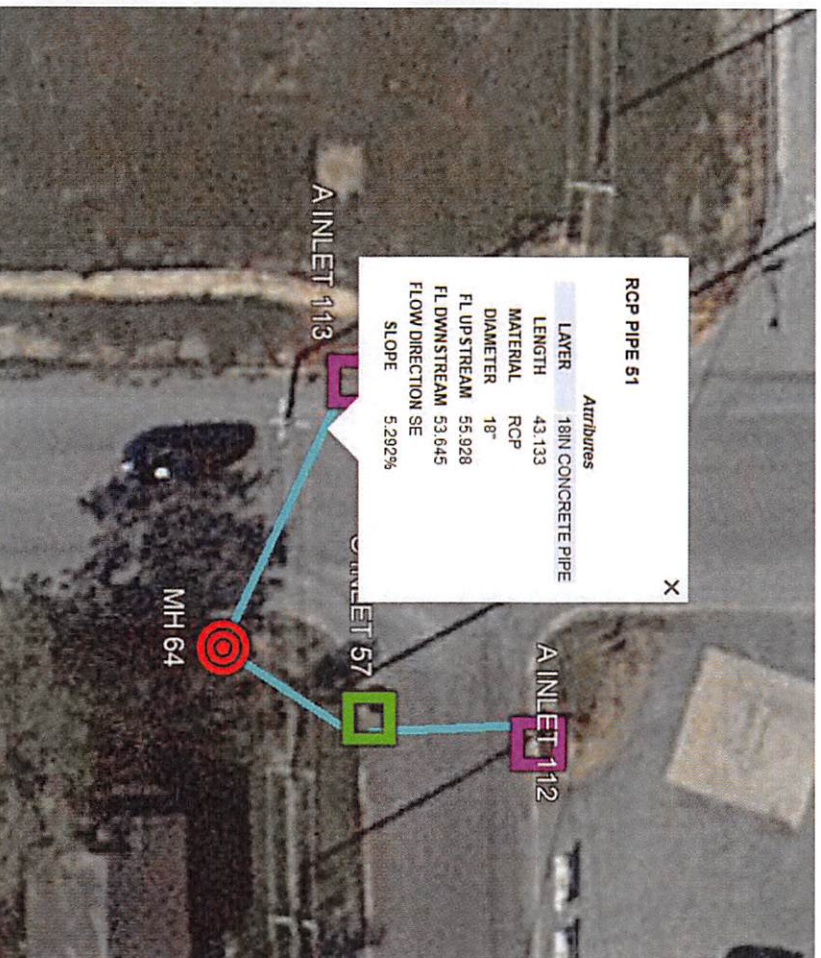 RCP PIPE 51
X
Attributes
LAYER 18IN CONCRETE PIPE
LENGTH 43.133
MATERIAL RCP
DIAMETER 18"
FL UPSTREAM 55.928
FL DWNSTREAM 53.645
FLOW DIRECTION SE
SLOPE 5.292%
A INLET 112
A INLET 113
INLET 57
MH 64